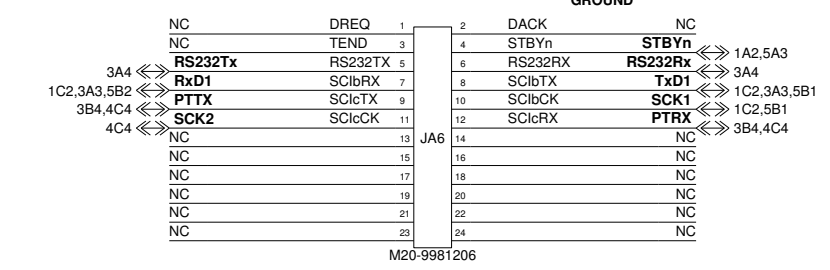 GROUND
NC DREQ 1 2 DACK NC
NC TEND 3 4 STBYn STBYn 1A2,5A3
3A4 RS232Tx RS232TX 5 6 RS232RX RS232Rx 3A4
1C2,3A3,5B2 RxD1 SCIbRX 7 8 SCIbTX TxD1 1C2,3A3,5B1
3B4,4C4 PTTX SCIcTX 9 10 SCIbCK SCK1 1C2,5B1
4C4 SCK2 SCIcCK 11 12 SCIcRX PTRX 3B4,4C4
NC 13 JA6 14 NC
NC 15 16 NC
NC 17 18 NC
NC 19 20 NC
NC 21 22 NC
NC 23 24 NC
M20-9981206